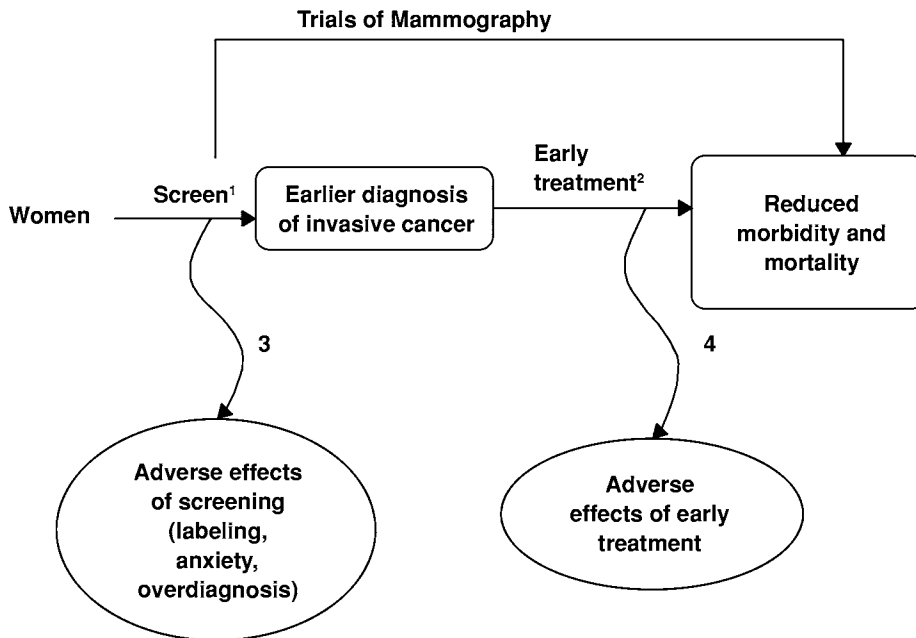 Trials of Mammography
Women
Screen¹
Earlier diagnosis
of invasive cancer
Early
treatment²
Reduced
morbidity and
mortality
3
4
Adverse effects
of screening
(labeling,
anxiety,
overdiagnosis)
Adverse
effects of early
treatment